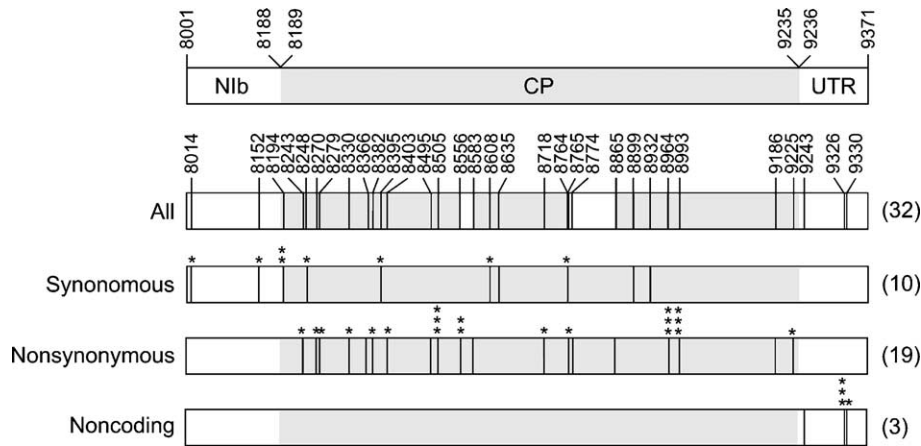 8001 8188 8189 9235 9236 9371
NIb CP UTR
8014 8152 8194 8243 8248 8270 8279 8330 8366 8382 8395 8403 8495 8505 8556 8583 8608 8635 8718 8764 8765 8774 8865 8899 8932 8964 8993 9186 9225 9243 9326 9330
All (32)
* * ** * * * *
Synonomous (10)
* ** * * * * *** ** * * *** *** *
Nonsynonymous (19)
*** *
Noncoding (3)